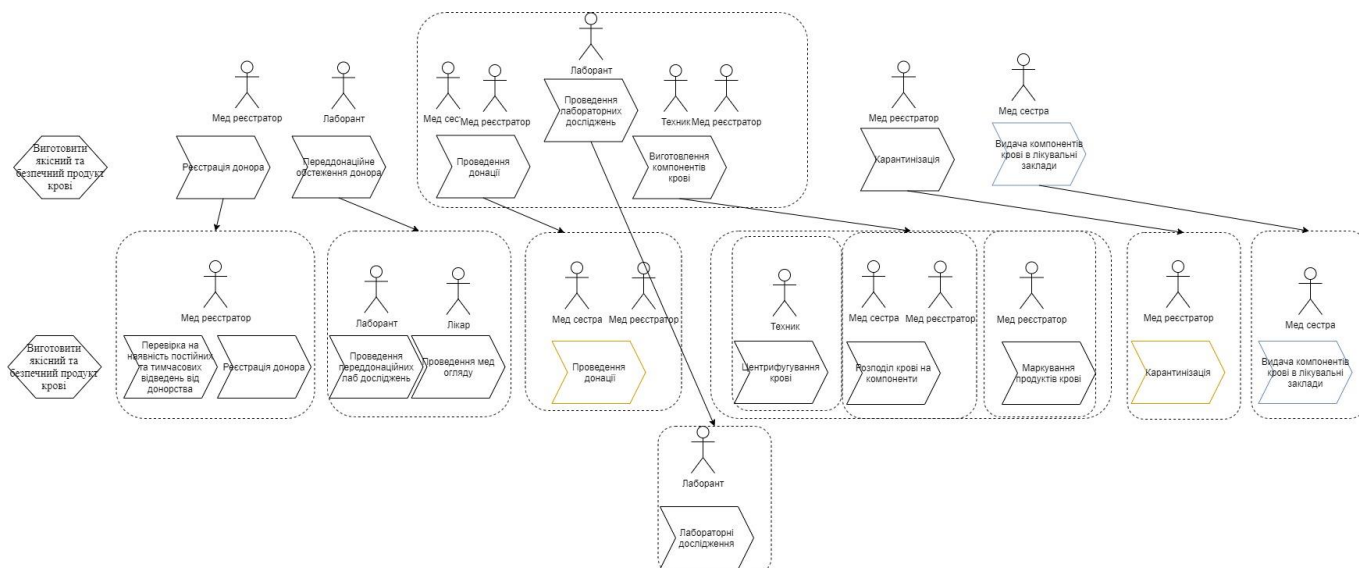 Лаборант
Мед реєстратор
Лаборант
Мед сес
Мед реєстратор
Проведення
лабораторних
досліджень
Техник
Мед реєстратор
Мед реєстратор
Мед сестра
Виготовити
якісний та
безпечний продукт
крові
Реєстрація донора
Переддонаційне
обстеження донора
Проведення
донації
Виготовлення
компонентів
крові
Карантинізація
Видача компонентів
крові в лікувальні
заклади
Мед реєстратор
Лаборант
Лікар
Мед сестра
Мед реєстратор
Техник
Мед сестра
Мед реєстратор
Мед реєстратор
Мед реєстратор
Мед сестра
Виготовити
якісний та
безпечний продукт
крові
Перевірка на
наявність постійних
та тимчасових
відведень від
донорства
Реєстрація донора
Проведення
переддонаційних
лаб досліджень
Проведення мед
огляду
Проведення
донації
Центрифугування
крові
Розподіл крові на
компоненти
Маркування
продуктів крові
Карантинізація
Видача компонентів
крові в лікувальні
заклади
Лаборант
Лабораторні
дослідження